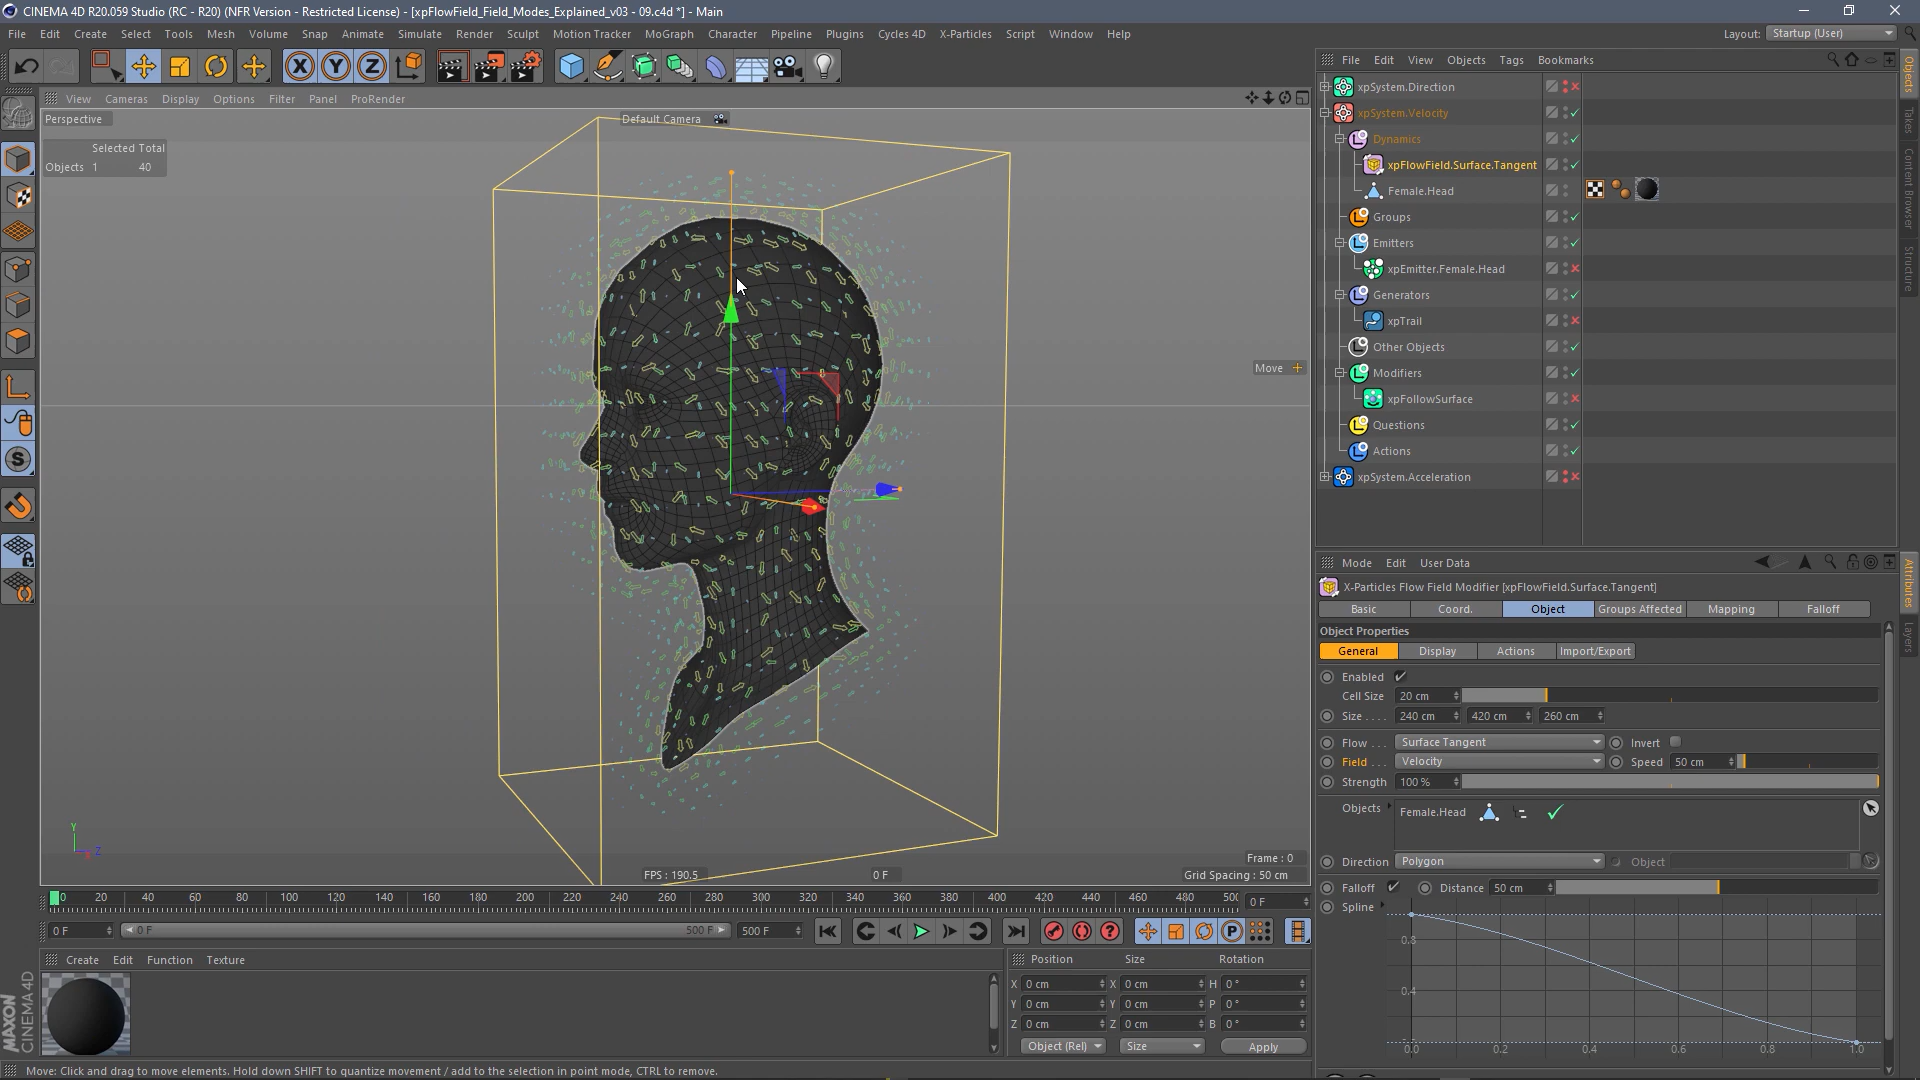 CINEMA 4D R20.059 Studio (RC - R20) (NFR Version - Restricted License) - [xpFlowField_Field_Modes_Explained_v03 - 09.c4d *] - Main
File Edit Create Select Tools Mesh Volume Snap Animate Simulate Render Sculpt Motion Tracker MoGraph Character Pipeline Plugins Cycles 4D X-Particles Script Window Help
Layout: Startup (User)
X Y Z
View Cameras Display Options Filter Panel ProRender
Perspective
Default Camera
Selected Total
Objects 1 40
Move
Y
Z
Frame : 0
FPS : 190.5
0 F
Grid Spacing : 50 cm
0 20 40 60 80 100 120 140 160 180 200 220 240 260 280 300 320 340 360 380 400 420 440 460 480 500
0 F
0 F
0 F
500 F
500 F
P
Create Edit Function Texture
MAXON
CINEMA 4D
Position Size Rotation
X 0 cm X 0 cm H 0 °
Y 0 cm Y 0 cm P 0 °
Z 0 cm Z 0 cm B 0 °
Object (Rel) Size Apply
Move: Click and drag to move elements. Hold down SHIFT to quantize movement / add to the selection in point mode, CTRL to remove.
File Edit View Objects Tags Bookmarks
xpSystem.Direction
xpSystem.Velocity
Dynamics
xpFlowField.Surface.Tangent
Female.Head
Groups
Emitters
xpEmitter.Female.Head
Generators
xpTrail
Other Objects
Modifiers
xpFollowSurface
Questions
Actions
xpSystem.Acceleration
Objects
Takes
Content Browser
Structure
Mode Edit User Data
X-Particles Flow Field Modifier [xpFlowField.Surface.Tangent]
Basic Coord. Object Groups Affected Mapping Falloff
Object Properties
General Display Actions Import/Export
Enabled
Cell Size 20 cm
Size . . . . 240 cm 420 cm 260 cm
Flow . . . Surface Tangent Invert
Field . . . Velocity Speed 50 cm
Strength 100 %
Objects Female.Head
Direction Polygon Object
Falloff Distance 50 cm
Spline
0.8
0.4
0.0 0.2 0.4 0.6 0.8 1.0
Attributes
Layers